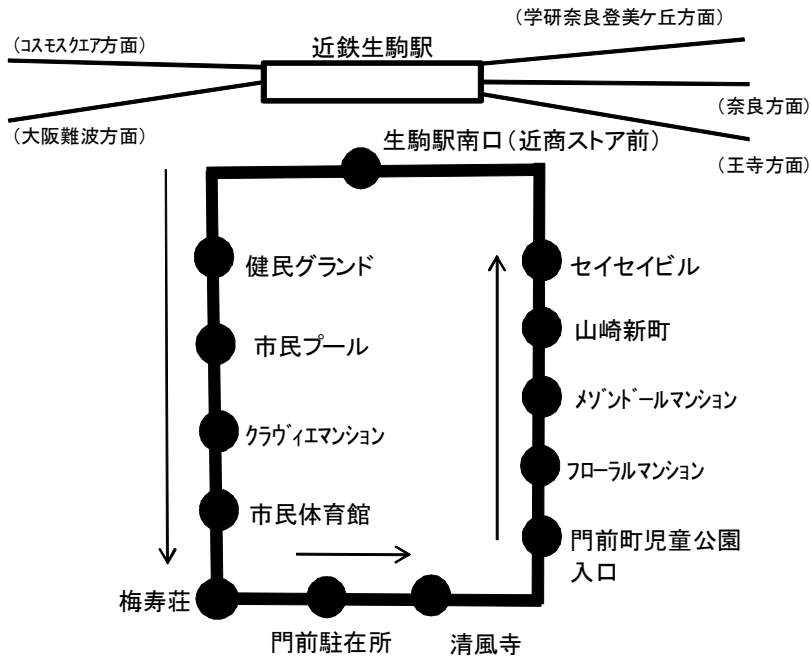 (学研奈良登美ケ丘方面)
(コスモスクエア方面)
近鉄生駒駅
(奈良方面)
(大阪難波方面)
生駒駅南口(近商ストア前)
(王寺方面)
健民グランド
セイセイビル
山崎新町
市民プール
メゾンドールマンション
クラヴィエマンション
フローラルマンション
市民体育館
門前町児童公園
入口
梅寿荘
門前駐在所
清風寺